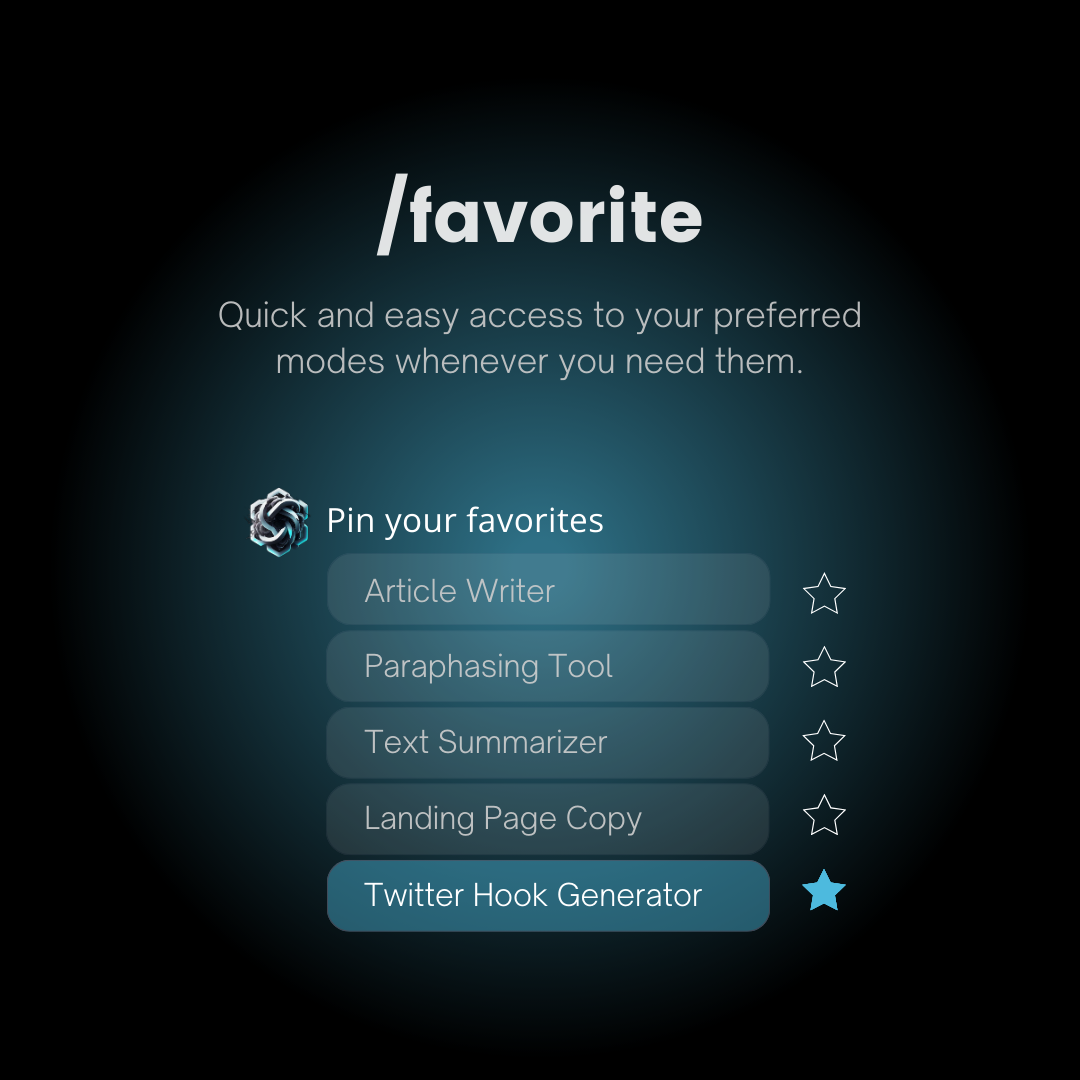 /favorite
Quick and easy access to your preferred
modes whenever you need them.
Pin your favorites
Article Writer
Paraphasing Tool
Text Summarizer
Landing Page Copy
Twitter Hook Generator